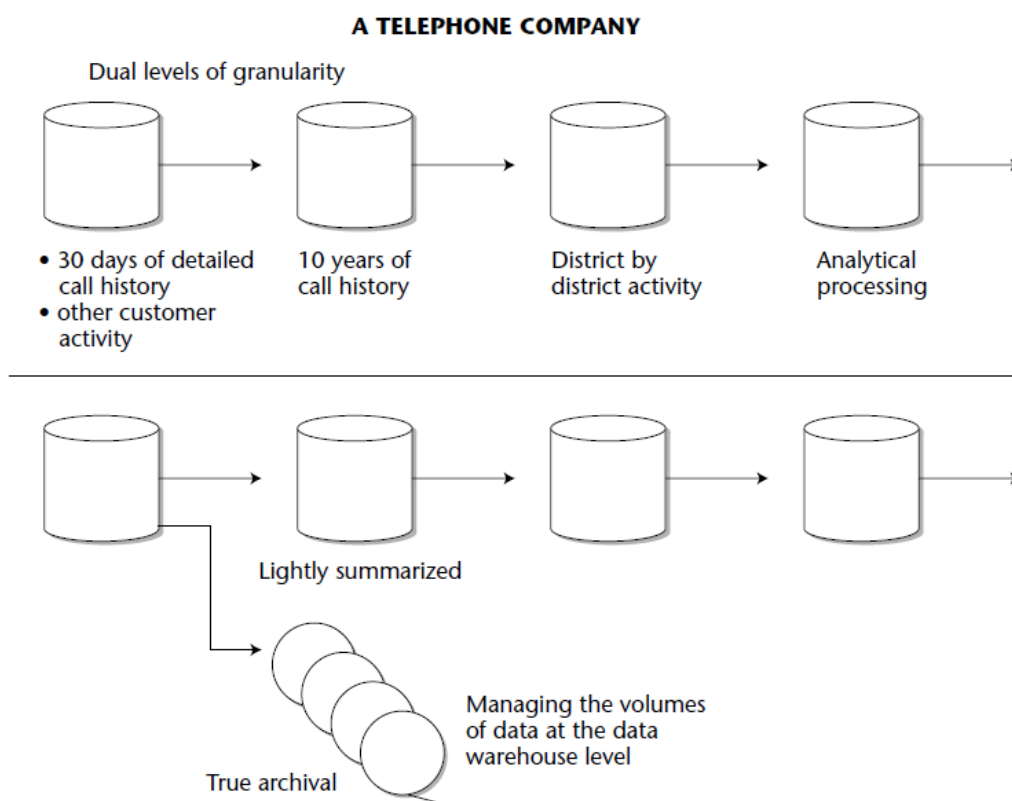 A TELEPHONE COMPANY
Dual levels of granularity
• 30 days of detailed
call history
• other customer
activity
10 years of
call history
District by
district activity
Analytical
processing
Lightly summarized
Managing the volumes
of data at the data
warehouse level
True archival